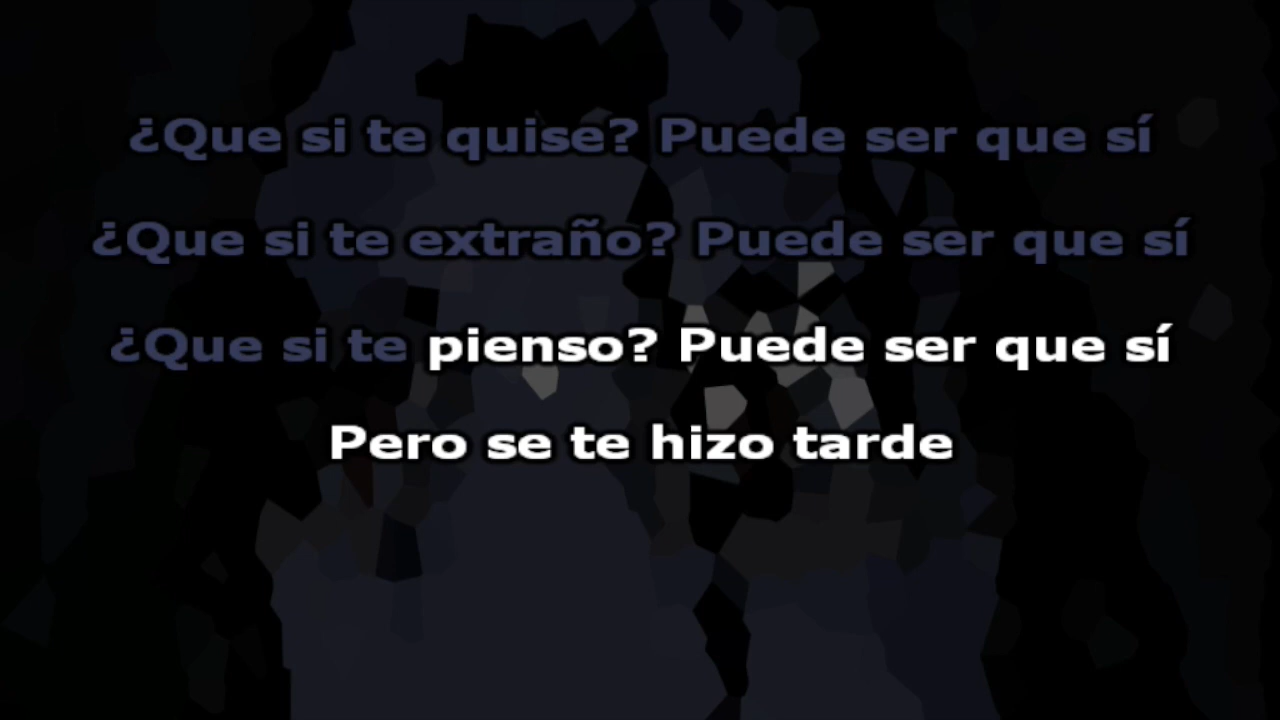 ¿Que si te quise? Puede ser que sí
¿Que si te extraño? Puede ser que sí
¿Que si te pienso? Puede ser que sí
Pero se te hizo tarde